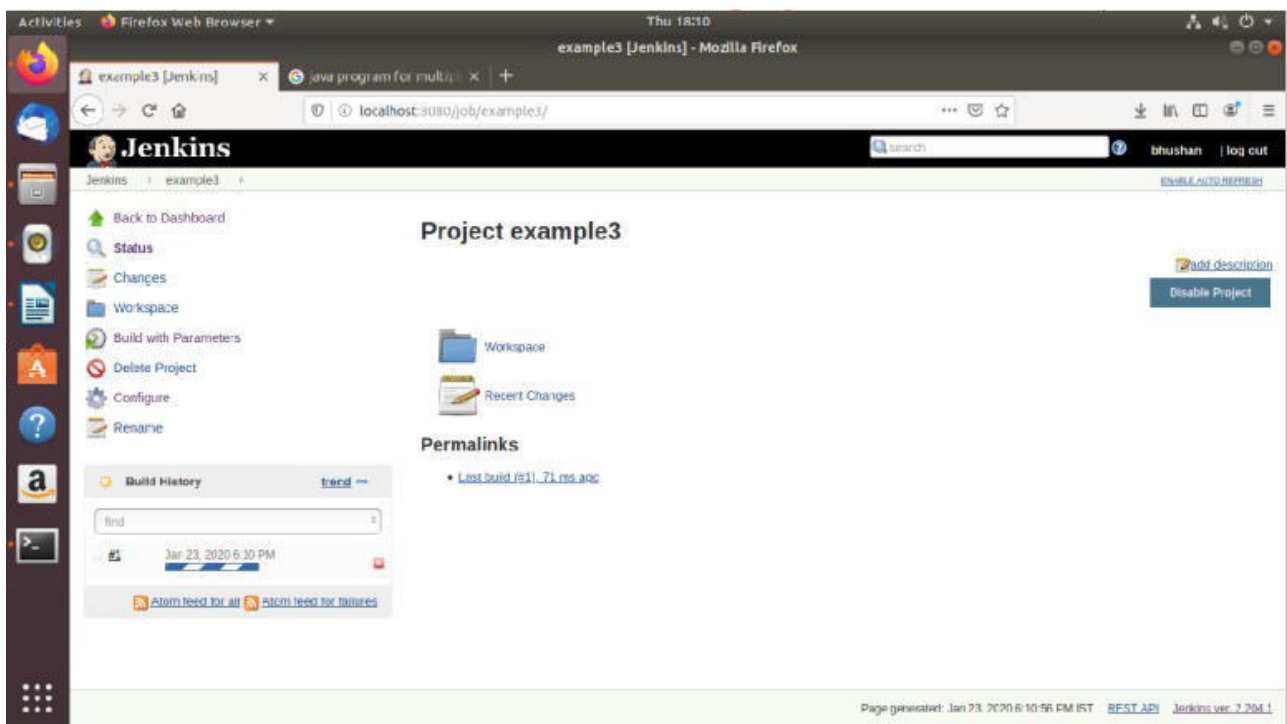 Activities Firefox Web Browser Thu 18:10
example3 [Jenkins] - Mozilla Firefox
example3 [Jenkins] × java program for multipl × +
localhost:8080/job/example3/
Jenkins search bhushan | log out
Jenkins example3 ENABLE AUTO REFRESH
Back to Dashboard
Status
Changes
Workspace
Build with Parameters
Delete Project
Configure
Rename
Project example3
add description
Disable Project
Workspace
Recent Changes
Permalinks
Last build (#1), 71 ms ago
Build History trend
find x
#1 Jan 23, 2020 6:10 PM
Atom feed for all Atom feed for failures
Page generated: Jan 23, 2020 6:10:56 PM IST REST API Jenkins ver. 2.204.1